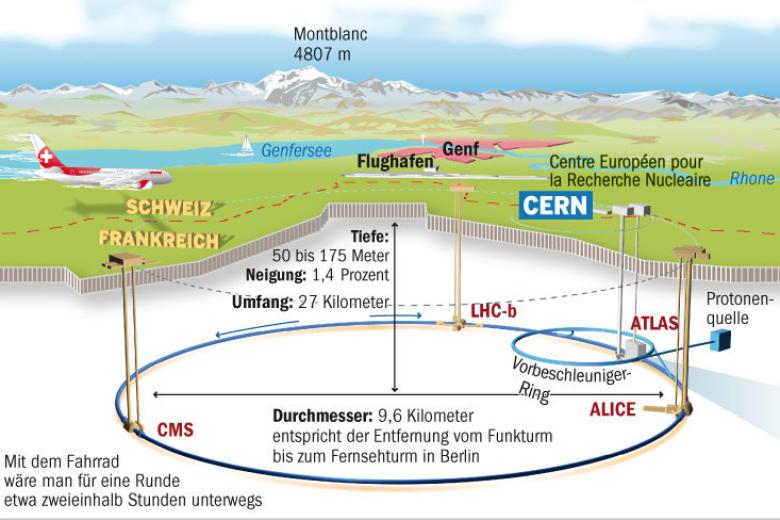 Montblanc
4807 m
Genfersee
Flughafen
Genf
Centre Européen pour
la Recherche Nucleaire
Rhone
CERN
SCHWEIZ
FRANKREICH
Tiefe:
50 bis 175 Meter
Neigung: 1,4 Prozent
Umfang: 27 Kilometer
LHC-b
ATLAS
Protonen-
quelle
Vorbeschleuniger-
Ring
ALICE
CMS
Durchmesser: 9,6 Kilometer
entspricht der Entfernung vom Funkturm
bis zum Fernsehturm in Berlin
Mit dem Fahrrad
wäre man für eine Runde
etwa zweieinhalb Stunden unterwegs